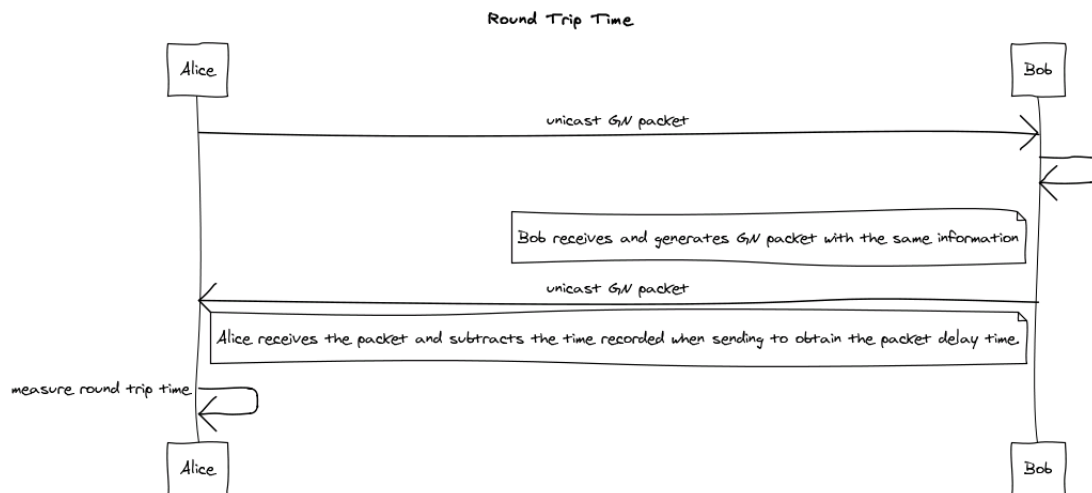 Round Trip Time
Alice
Bob
unicast GN packet
Bob receives and generates GN packet with the same information
unicast GN packet
Alice receives the packet and subtracts the time recorded when sending to obtain the packet delay time.
measure round trip time
Alice
Bob